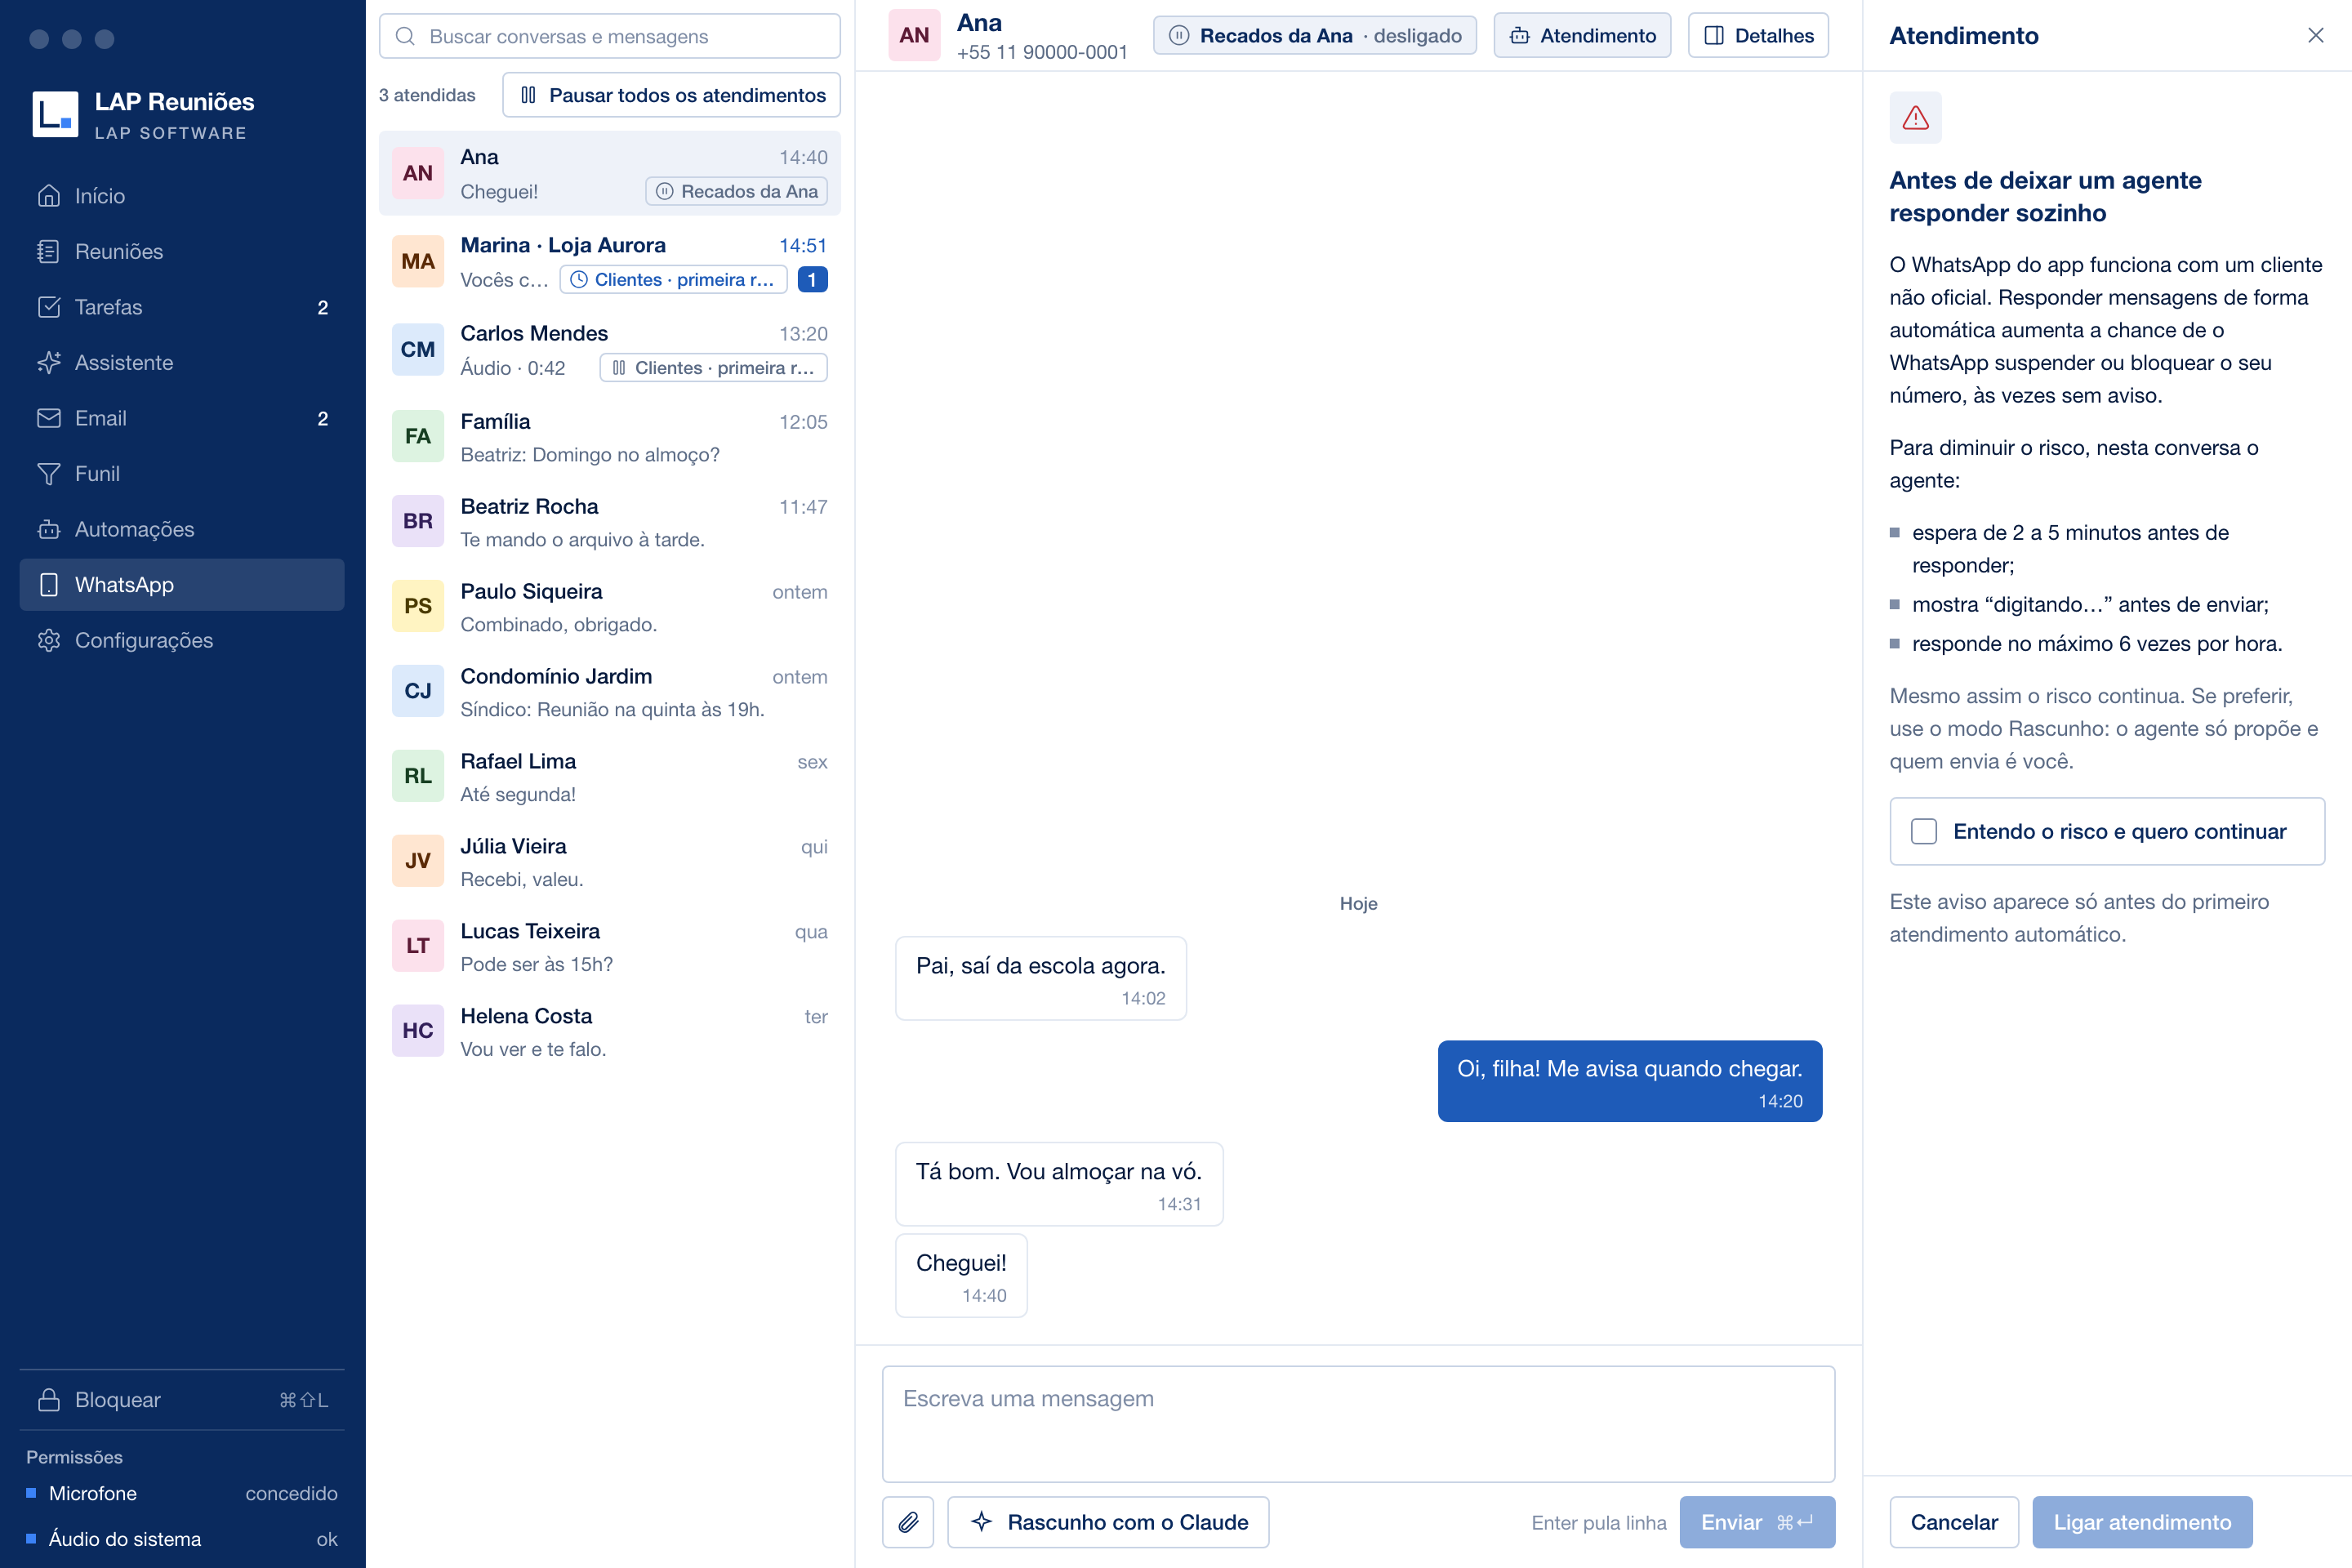 LAP Reuniões
LAP SOFTWARE
Início
Reuniões
Tarefas 2
Assistente
Email 2
Funil
Automações
WhatsApp
Configurações
Bloquear ⌘⇧L
Permissões
Microfone concedido
Áudio do sistema ok
Buscar conversas e mensagens
3 atendidas Pausar todos os atendimentos
AN Ana 14:40
Cheguei! Recados da Ana
MA Marina · Loja Aurora 14:51
Vocês c... Clientes · primeira r... 1
CM Carlos Mendes 13:20
Áudio · 0:42 Clientes · primeira r...
FA Família 12:05
Beatriz: Domingo no almoço?
BR Beatriz Rocha 11:47
Te mando o arquivo à tarde.
PS Paulo Siqueira ontem
Combinado, obrigado.
CJ Condomínio Jardim ontem
Síndico: Reunião na quinta às 19h.
RL Rafael Lima sex
Até segunda!
JV Júlia Vieira qui
Recebi, valeu.
LT Lucas Teixeira qua
Pode ser às 15h?
HC Helena Costa ter
Vou ver e te falo.
AN Ana
+55 11 90000-0001
Recados da Ana · desligado Atendimento Detalhes
Hoje
Pai, saí da escola agora.
14:02
Oi, filha! Me avisa quando chegar.
14:20
Tá bom. Vou almoçar na vó.
14:31
Cheguei!
14:40
Escreva uma mensagem
Rascunho com o Claude Enter pula linha Enviar ⌘↵
Atendimento
Antes de deixar um agente
responder sozinho
O WhatsApp do app funciona com um cliente
não oficial. Responder mensagens de forma
automática aumenta a chance de o
WhatsApp suspender ou bloquear o seu
número, às vezes sem aviso.
Para diminuir o risco, nesta conversa o
agente:
espera de 2 a 5 minutos antes de
responder;
mostra “digitando...” antes de enviar;
responde no máximo 6 vezes por hora.
Mesmo assim o risco continua. Se preferir,
use o modo Rascunho: o agente só propõe e
quem envia é você.
Entendo o risco e quero continuar
Este aviso aparece só antes do primeiro
atendimento automático.
Cancelar Ligar atendimento